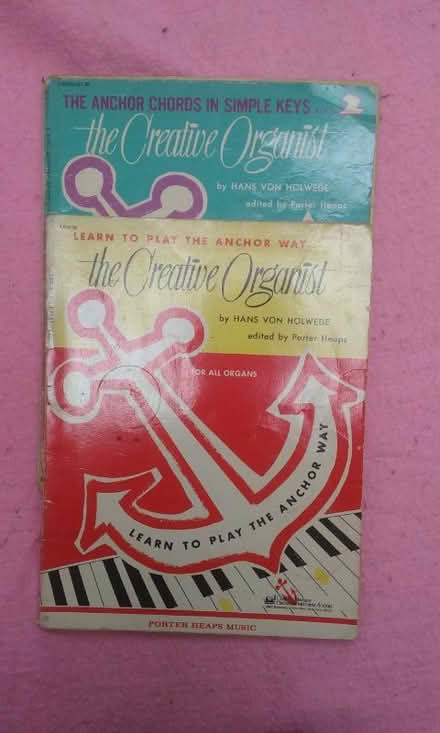 THE ANCHOR CHORDS IN SIMPLE KEYS . . . 2
the Creative Organist
by HANS VON HOLWEDE
edited by Porter Heaps
LEARN TO PLAY THE ANCHOR WAY
the Creative Organist
by HANS VON HOLWEDE
edited by Porter Heaps
FOR ALL ORGANS
LEARN TO PLAY THE ANCHOR WAY
PORTER HEAPS MUSIC